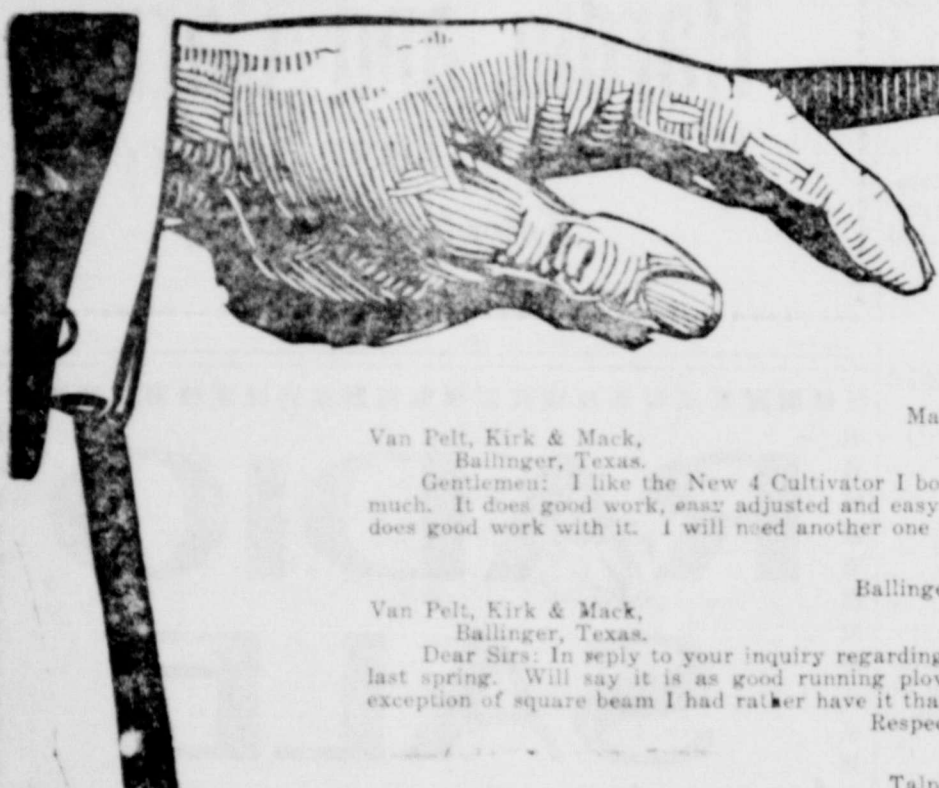 Ma
Van Pelt, Kirk & Mack,
Ballinger, Texas.
Gentlemen: I like the New 4 Cultivator I bo
much. It does good work, easy adjusted and easy
does good work with it. I will need another one
Ballinge
Van Pelt, Kirk & Mack,
Ballinger, Texas.
Dear Sirs: In reply to your inquiry regarding
last spring. Will say it is as good running plow
exception of square beam I had rather have it tha
Respec
Talp